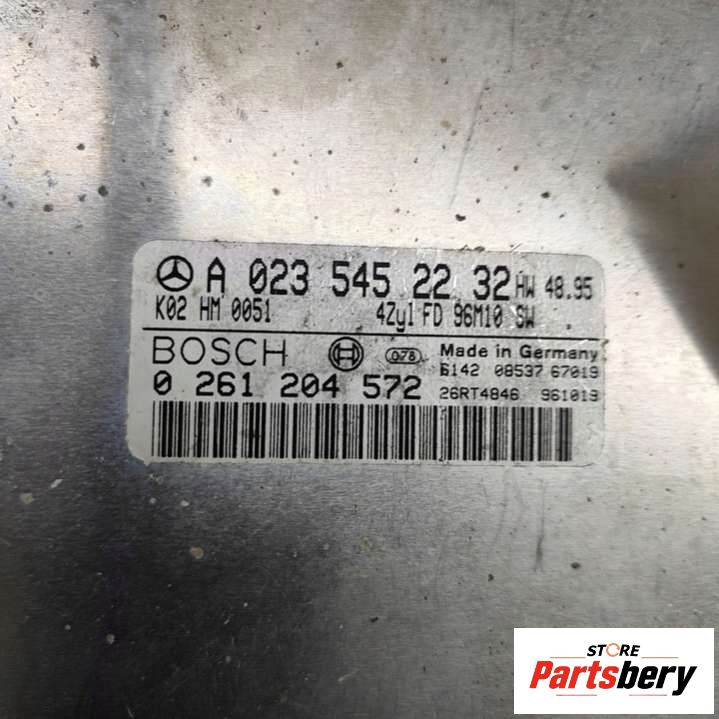 A 023 545 22 32 HW 48.95
K02 HM 0051 4Zyl FD 96M10 SW
BOSCH 078 Made in Germany
6142 08537 67019
0 261 204 572 26RT4846 961013
STORE
Partsbery